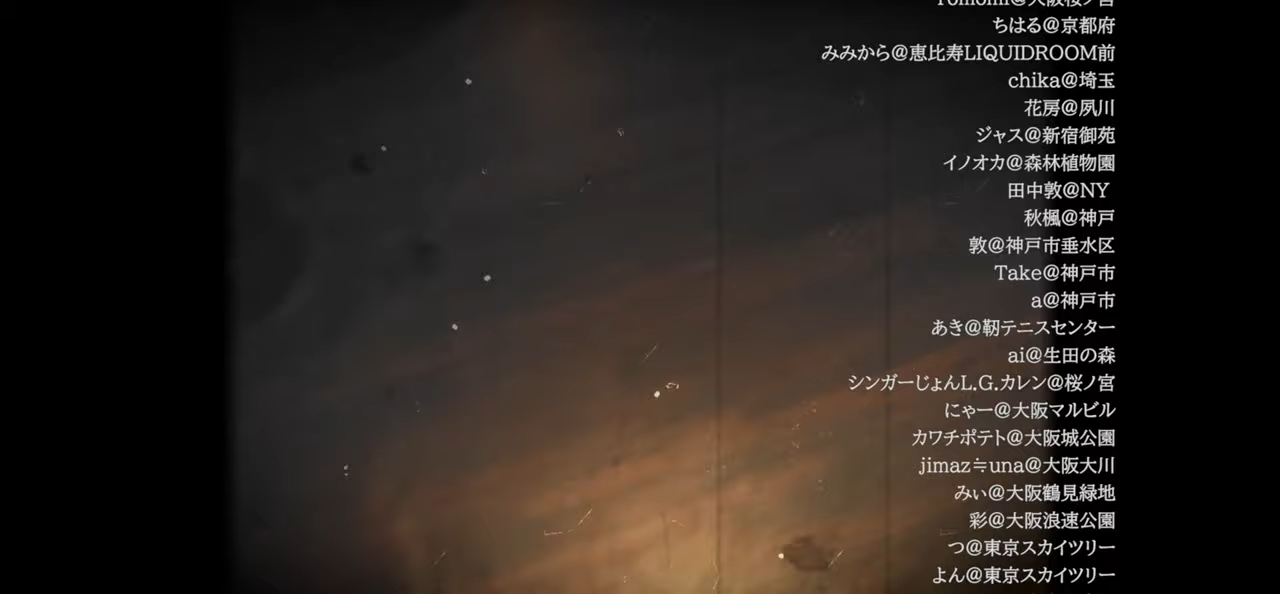 Tomomi@大阪桜ノ宮
ちはる@京都府
みみから@恵比寿LIQUIDROOM前
chika@埼玉
花房@夙川
ジャス@新宿御苑
イノオカ@森林植物園
田中敦@NY
秋楓@神戸
敦@神戸市垂水区
Take@神戸市
a@神戸市
あき@靭テニスセンター
ai@生田の森
シンガーじょんL.G.カレン@桜ノ宮
にゃー@大阪マルビル
カワチポテト@大阪城公園
jimaz≒una@大阪大川
みぃ@大阪鶴見緑地
彩@大阪浪速公園
つ@東京スカイツリー
よん@東京スカイツリー